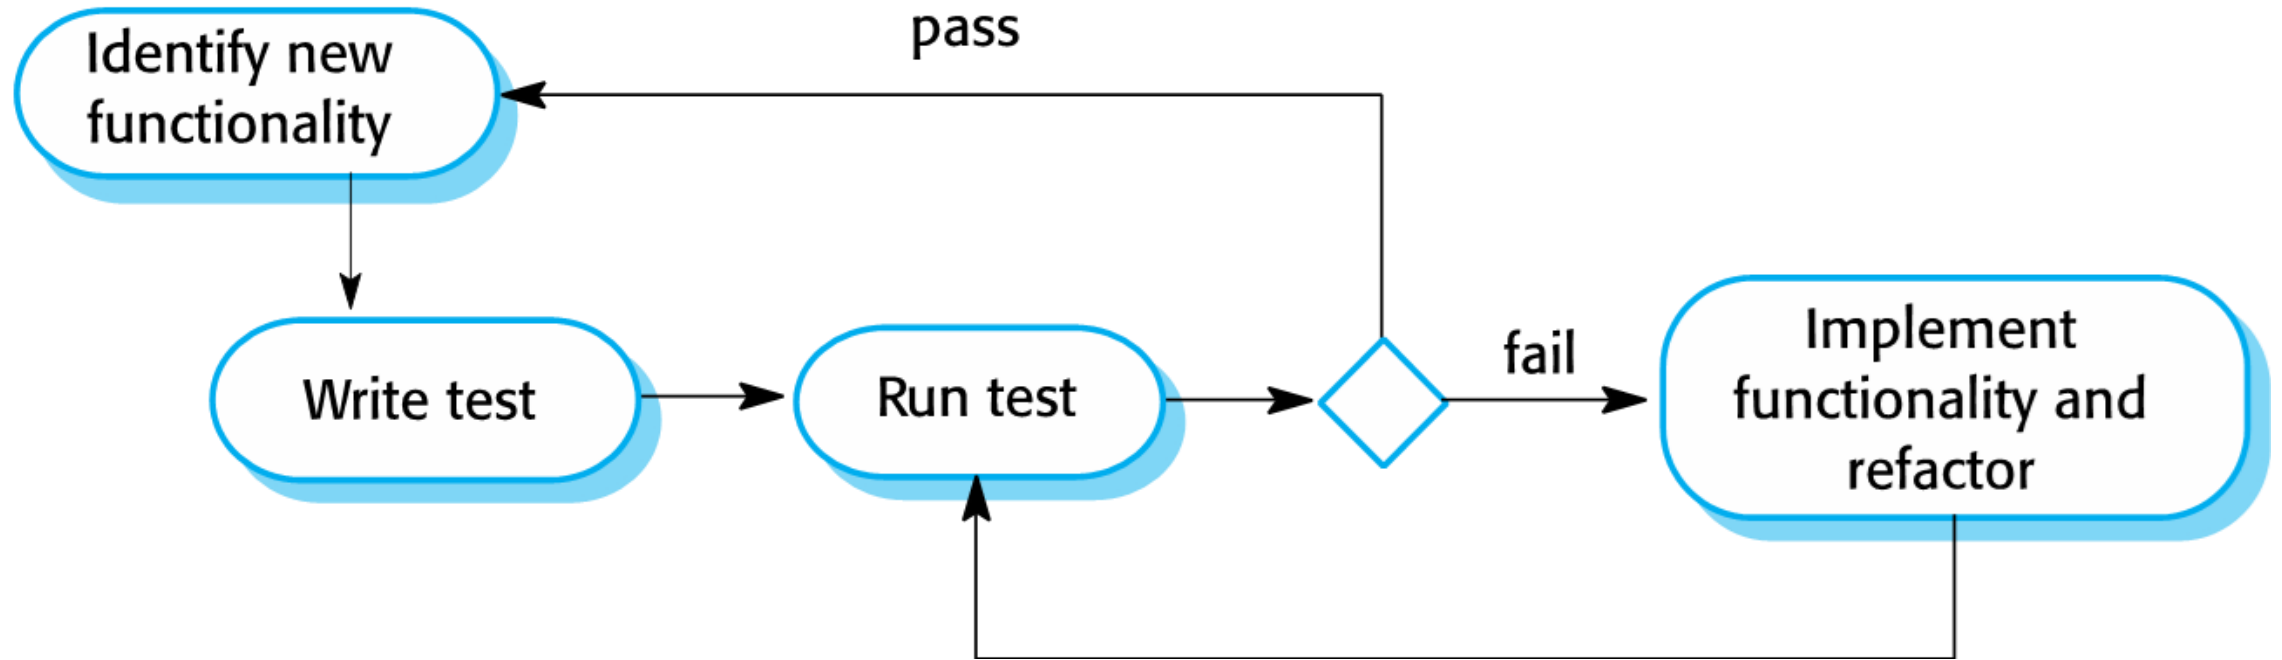 Identify new
functionality
pass
Write test
Run test
fail
Implement
functionality and
refactor